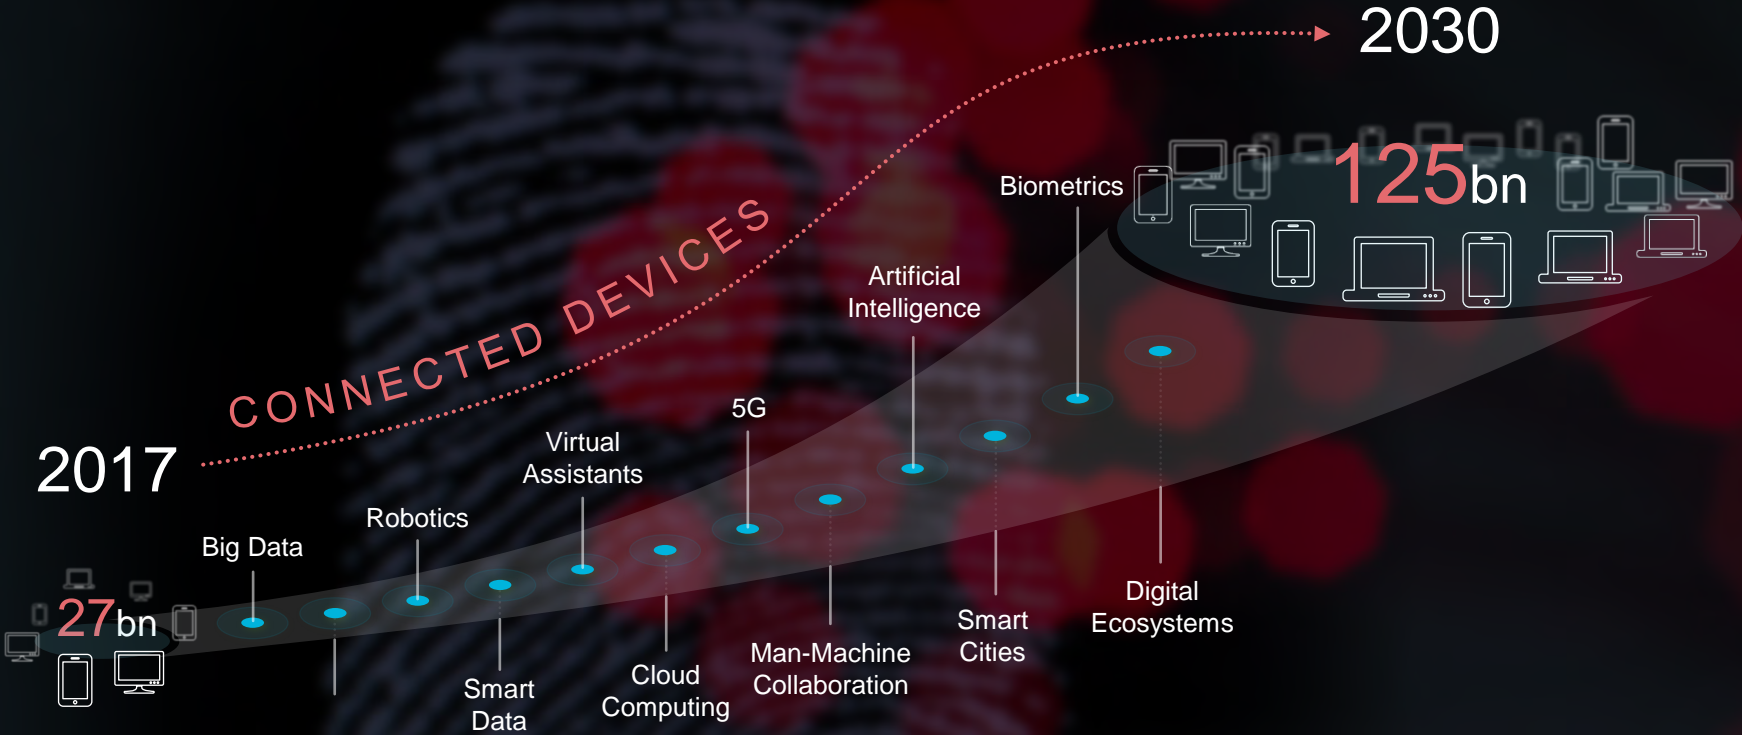 2030
125bn
Biometrics
Artificial
Intelligence
CONNECTED DEVICES
5G
Virtual
Assistants
2017
Robotics
Big Data
27bn
Digital
Ecosystems
Smart
Cities
Man-Machine
Collaboration
Cloud
Computing
Smart
Data